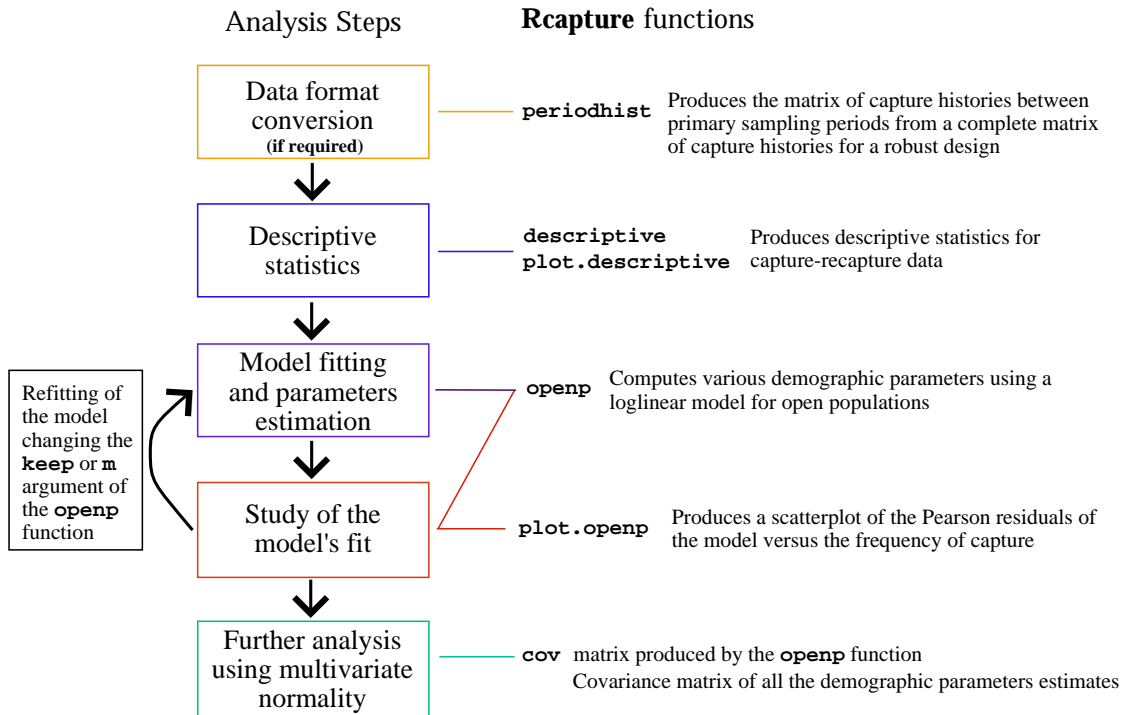 Analysis Steps
Rcapture functions
Data format
conversion
(if required)
periodhist
Produces the matrix of capture histories between
primary sampling periods from a complete matrix
of capture histories for a robust design
Descriptive
statistics
descriptive
plot.descriptive
Produces descriptive statistics for
capture-recapture data
Model fitting
and parameters
estimation
openp
Computes various demographic parameters using a
loglinear model for open populations
Refitting of
the model
changing the
keep or m
argument of
the openp
function
Study of the
model's fit
plot.openp
Produces a scatterplot of the Pearson residuals of
the model versus the frequency of capture
Further analysis
using multivariate
normality
cov matrix produced by the openp function
Covariance matrix of all the demographic parameters estimates